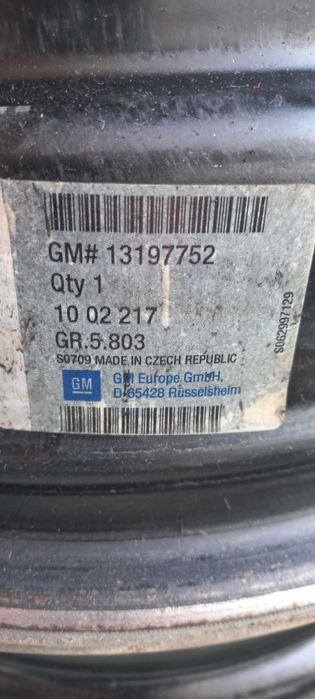 GM# 13197752
Qty 1
10 02 217
GR.5.803
S0709 MADE IN CZECH REPUBLIC
GM
GM Europe GmbH,
D-65428 Rüsselsheim
S062997129